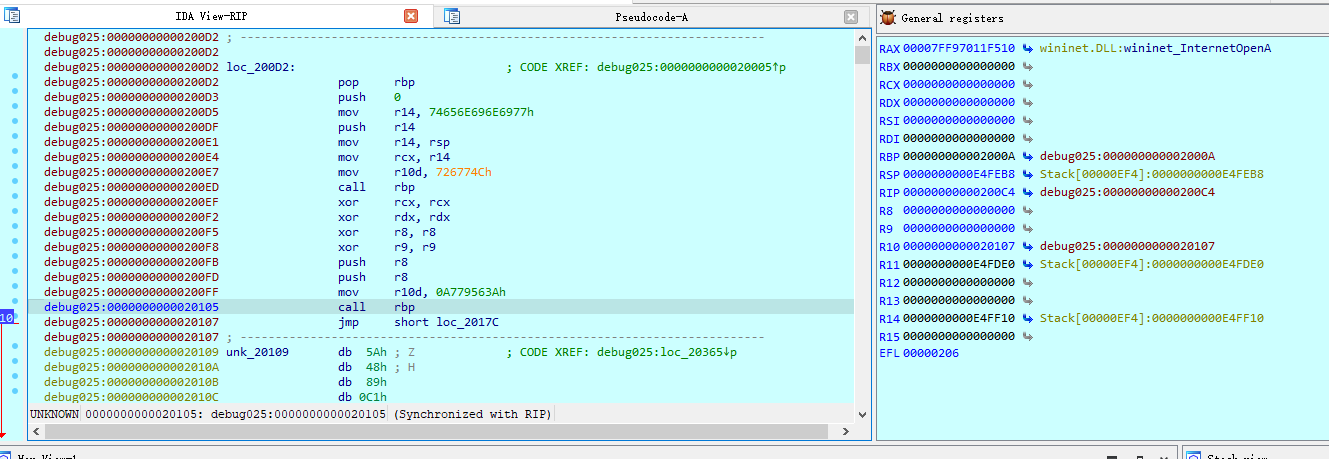 IDA View-RIP
Pseudocode-A
General registers
debug025:00000000000200D2 ; ---------------------------------------------------------------------------
debug025:00000000000200D2
debug025:00000000000200D2 loc_200D2: ; CODE XREF: debug025:0000000000020005↑p
debug025:00000000000200D2 pop rbp
debug025:00000000000200D3 push 0
debug025:00000000000200D5 mov r14, 74656E696E6977h
debug025:00000000000200DF push r14
debug025:00000000000200E1 mov r14, rsp
debug025:00000000000200E4 mov rcx, r14
debug025:00000000000200E7 mov r10d, 726774Ch
debug025:00000000000200ED call rbp
debug025:00000000000200EF xor rcx, rcx
debug025:00000000000200F2 xor rdx, rdx
debug025:00000000000200F5 xor r8, r8
debug025:00000000000200F8 xor r9, r9
debug025:00000000000200FB push r8
debug025:00000000000200FD push r8
debug025:00000000000200FF mov r10d, 0A779563Ah
debug025:0000000000020105 call rbp
debug025:0000000000020107 jmp short loc_2017C
debug025:0000000000020107 ; ---------------------------------------------------------------------------
debug025:0000000000020109 unk_20109 db 5Ah ; Z ; CODE XREF: debug025:loc_20365↓p
debug025:000000000002010A db 48h ; H
debug025:000000000002010B db 89h
debug025:000000000002010C db 0C1h
10
UNKNOWN 0000000000020105: debug025:0000000000020105 (Synchronized with RIP)
RAX 00007FF97011F510 wininet.DLL:wininet_InternetOpenA
RBX 0000000000000000
RCX 0000000000000000
RDX 0000000000000000
RSI 0000000000000000
RDI 0000000000000000
RBP 000000000002000A debug025:000000000002000A
RSP 0000000000E4FEB8 Stack[00000EF4]:0000000000E4FEB8
RIP 00000000000200C4 debug025:00000000000200C4
R8 0000000000000000
R9 0000000000000000
R10 0000000000020107 debug025:0000000000020107
R11 0000000000E4FDE0 Stack[00000EF4]:0000000000E4FDE0
R12 0000000000000000
R13 0000000000000000
R14 0000000000E4FF10 Stack[00000EF4]:0000000000E4FF10
R15 0000000000000000
EFL 00000206